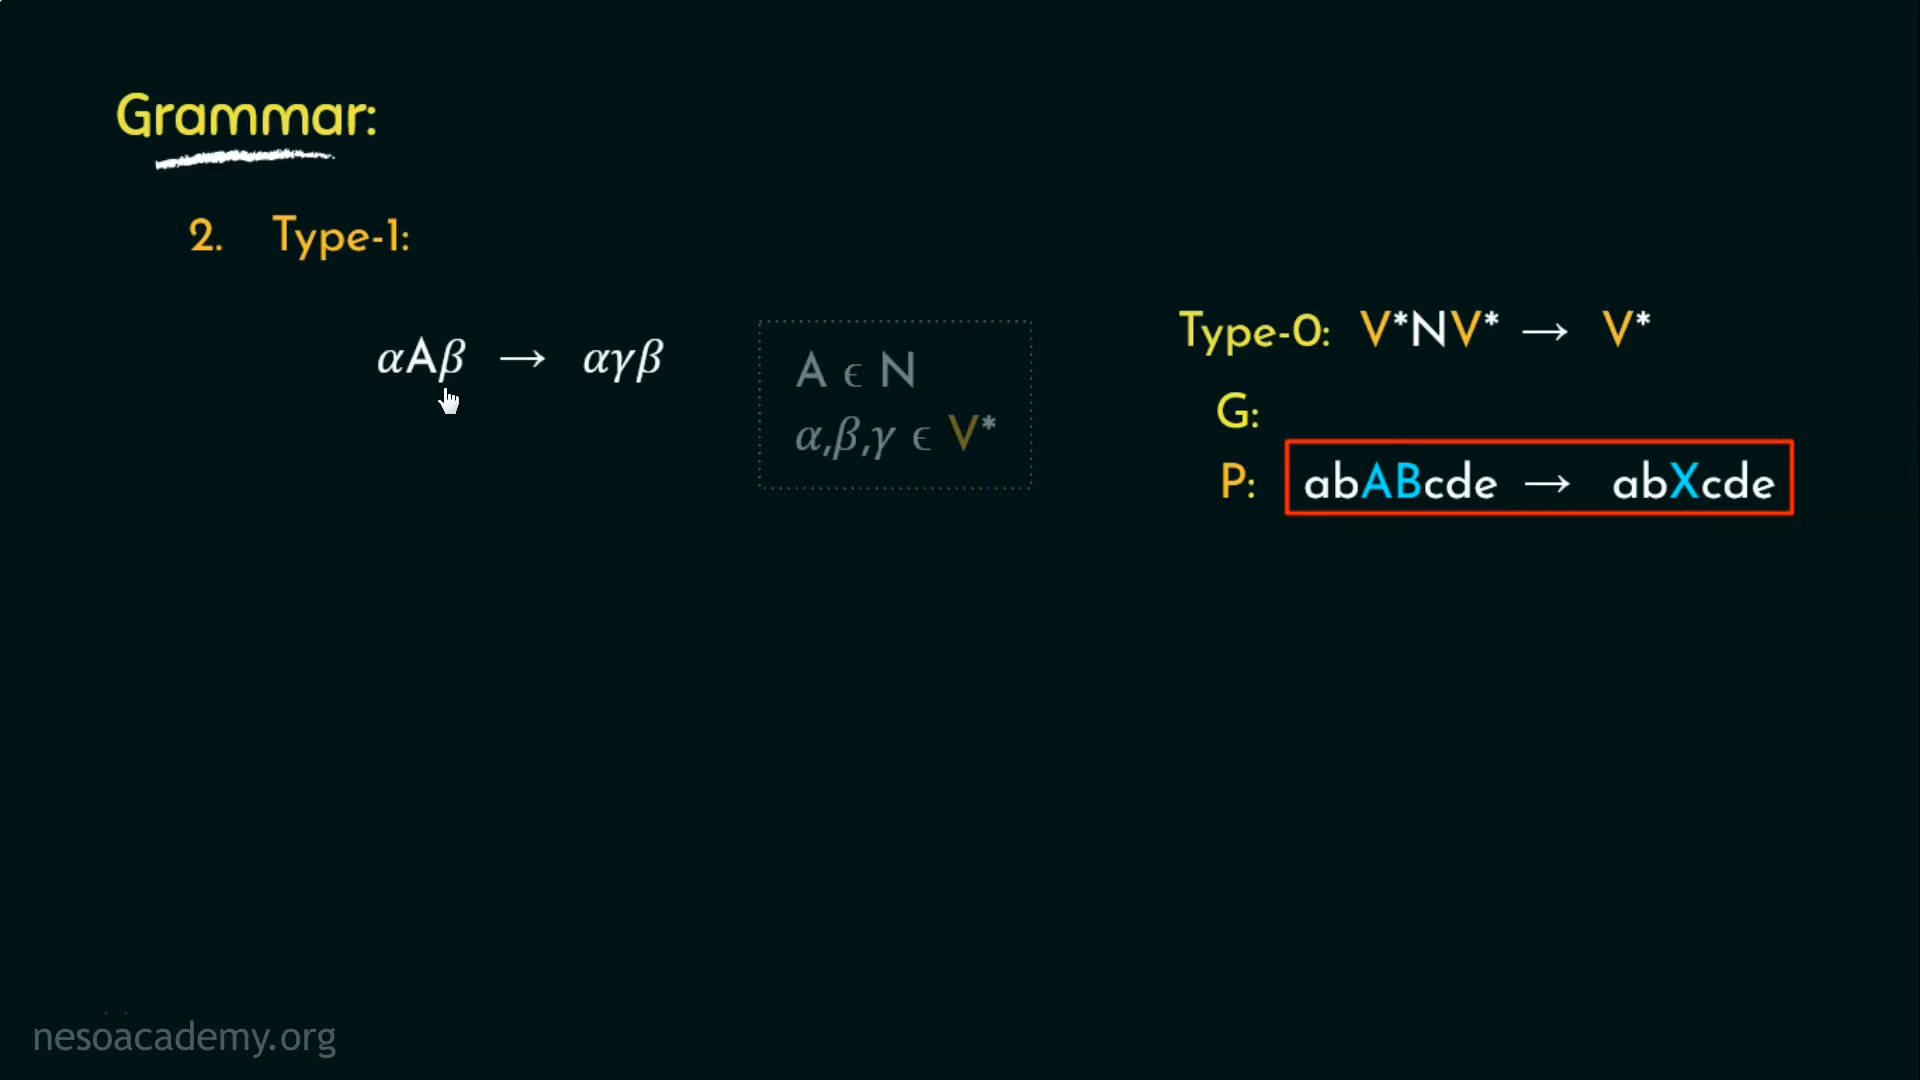 Grammar:
2. Type-1:
αAβ → αγβ
A ϵ N
α,β,γ ϵ V*
Type-0: V*NV* → V*
G:
P: abABcde → abXcde
nesoacademy.org